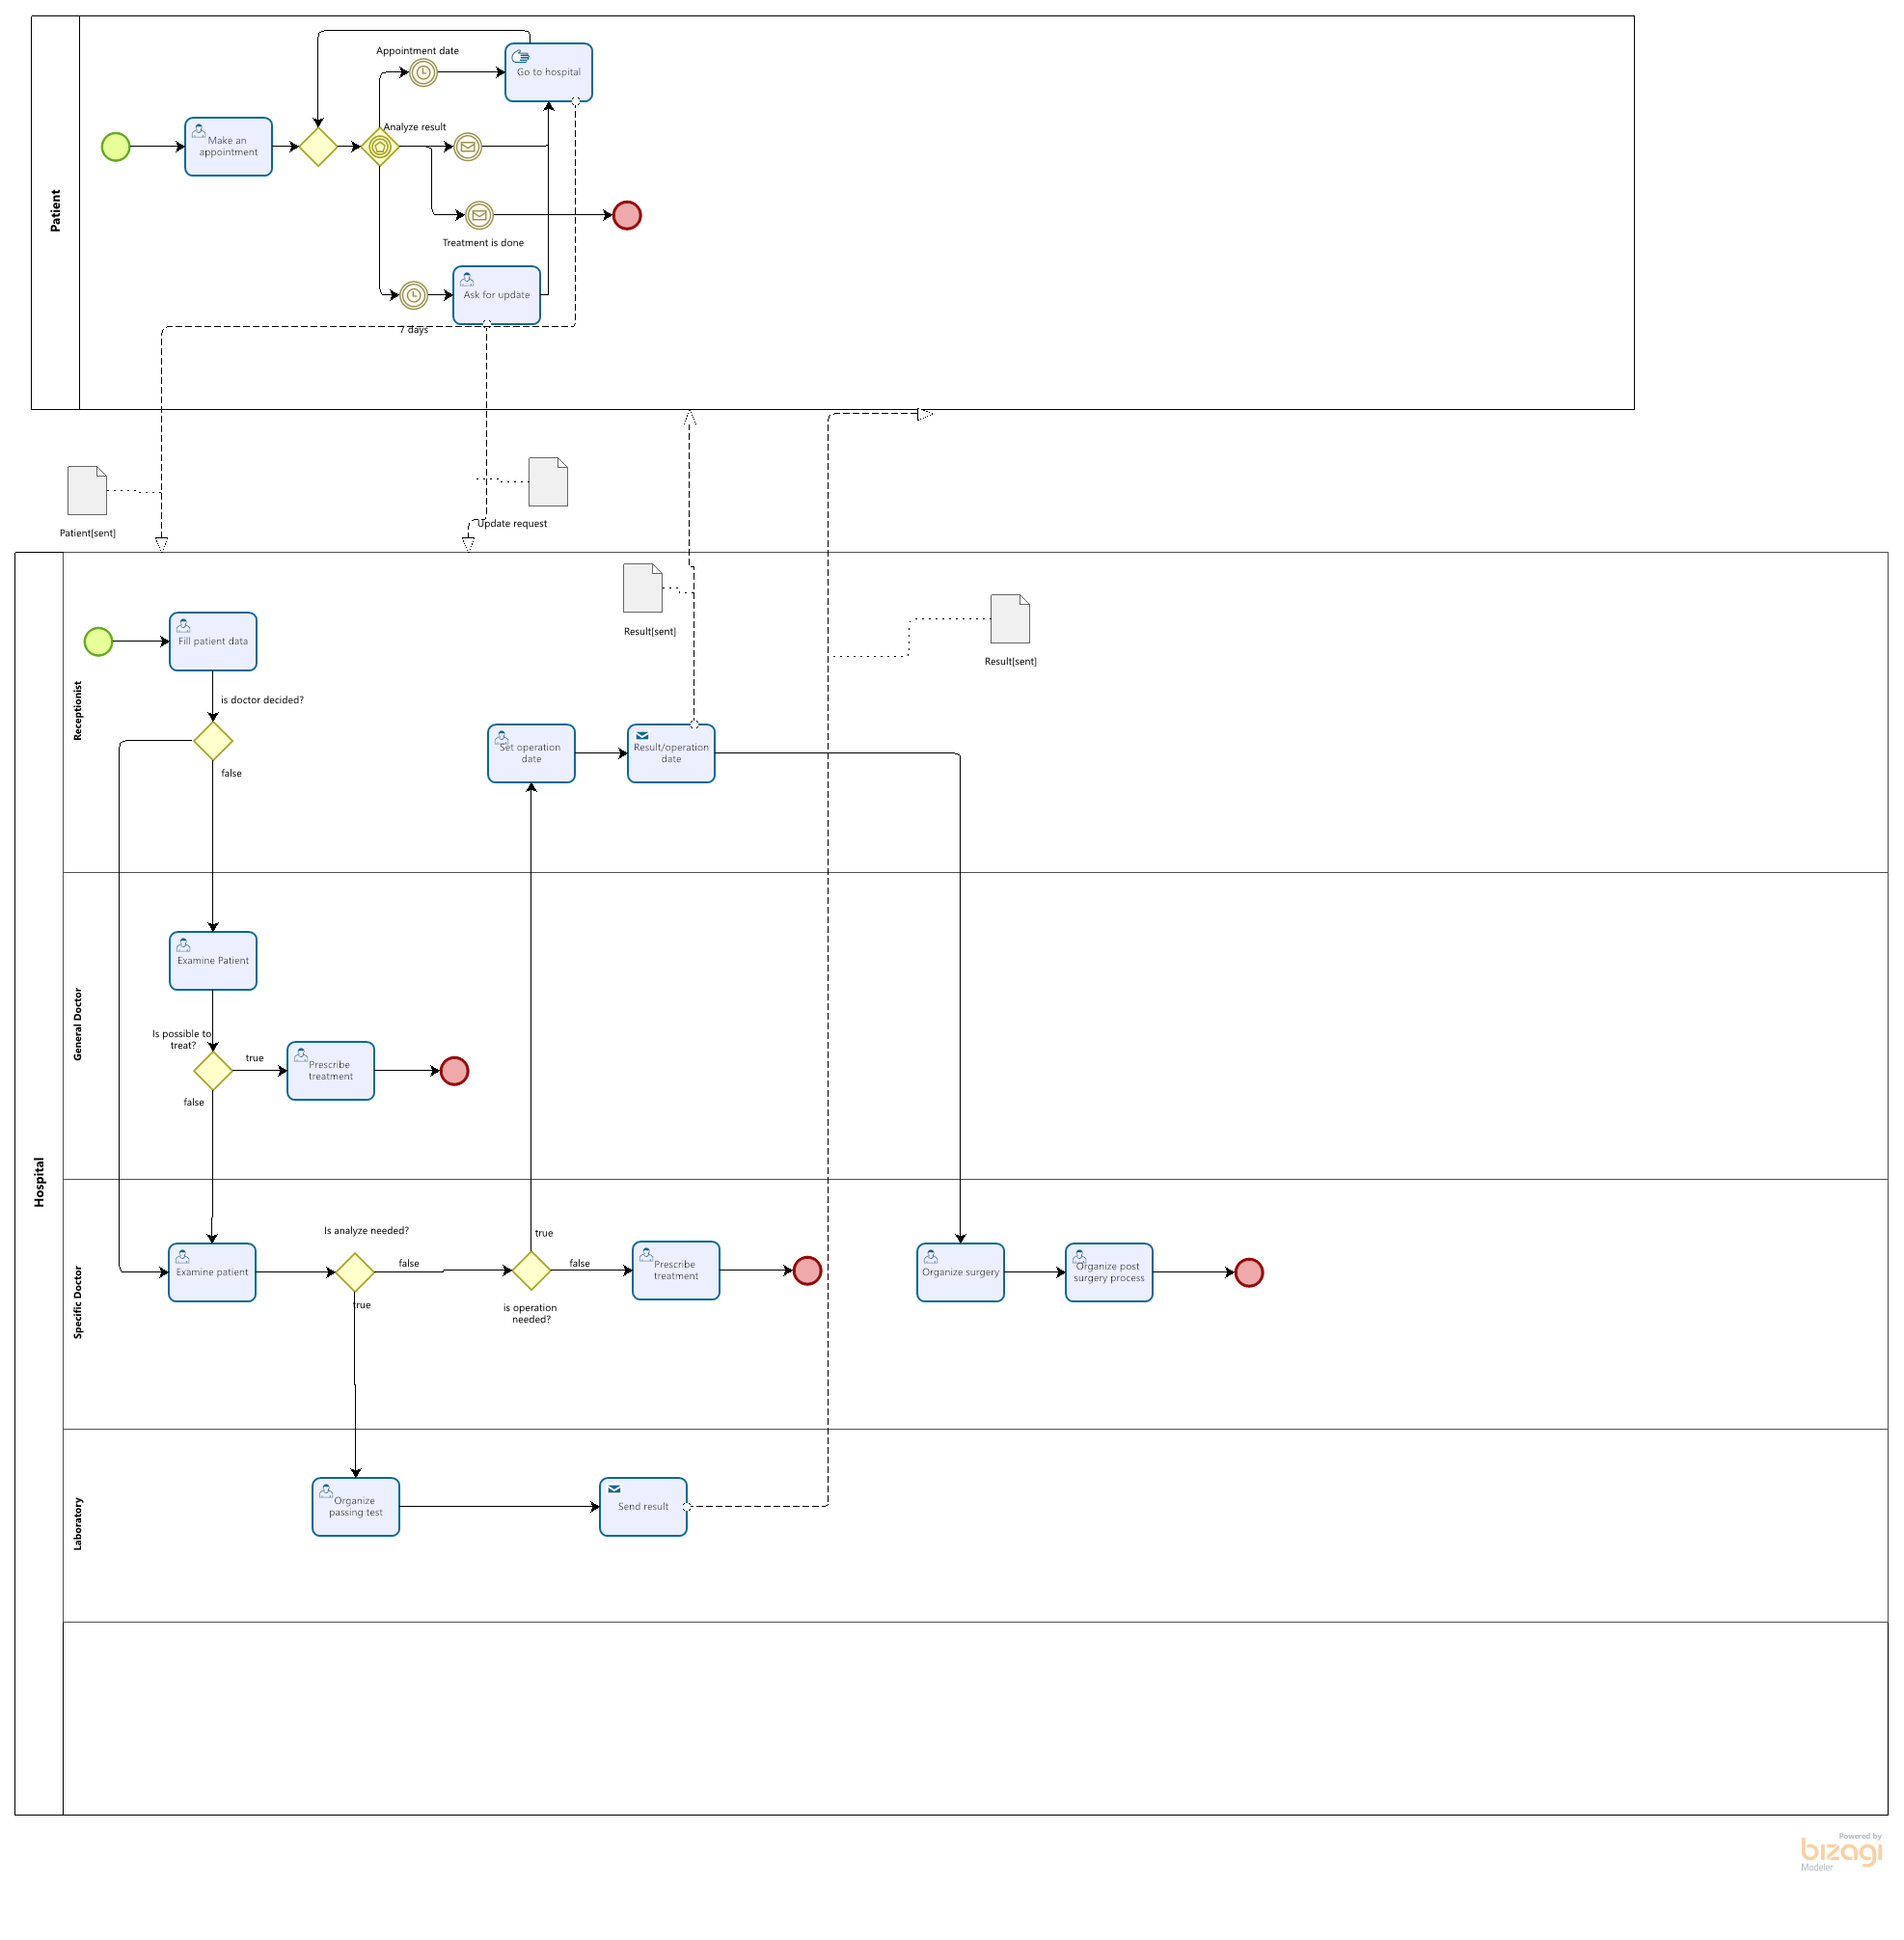 Patient
Appointment date
Go to hospital
Make an
appointment
Analyze result
Treatment is done
Ask for update
7 days
Patient[sent]
Update request
Hospital
Receptionist
Fill patient data
is doctor decided?
false
Result[sent]
Result[sent]
Set operation
date
Result/operation
date
General Doctor
Examine Patient
Is possible to
treat?
true
Prescribe
treatment
false
Specific Doctor
Examine patient
Is analyze needed?
false
true
true
false
is operation
needed?
Prescribe
treatment
Organize surgery
Organize post
surgery process
Laboratory
Organize
passing test
Send result
Powered by
bizagi
Modeler